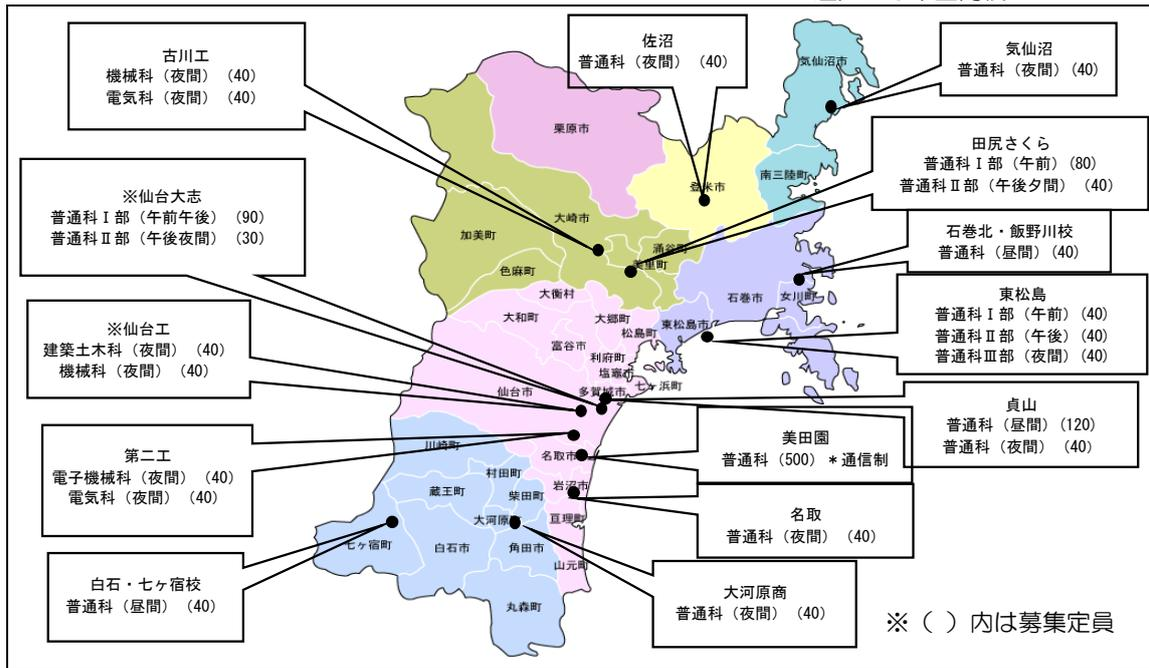 古川工
機械科（夜間）（40）
電気科（夜間）（40）
佐沼
普通科（夜間）（40）
気仙沼
普通科（夜間）（40）
田尻さくら
普通科Ⅰ部（午前）（80）
普通科Ⅱ部（午後夕間）（40）
※仙台大志
普通科Ⅰ部（午前午後）（90）
普通科Ⅱ部（午後夜間）（30）
石巻北・飯野川校
普通科（昼間）（40）
東松島
普通科Ⅰ部（午前）（40）
普通科Ⅱ部（午後）（40）
普通科Ⅲ部（夜間）（40）
※仙台工
建築土木科（夜間）（40）
機械科（夜間）（40）
貞山
普通科（昼間）（120）
普通科（夜間）（40）
美田園
普通科（500）＊通信制
第二工
電子機械科（夜間）（40）
電気科（夜間）（40）
名取
普通科（夜間）（40）
白石・七ヶ宿校
普通科（昼間）（40）
大河原商
普通科（夜間）（40）
※（ ）内は募集定員
気仙沼市
栗原市
南三陸町
登米市
大崎市
加美町
涌谷町
美里町
色麻町
大衡村
石巻市
女川町
大和町
大郷町
東松島市
松島町
富谷市
利府町
塩竈市
七ヶ浜町
仙台市
多賀城市
川崎町
名取市
村田町
岩沼市
蔵王町
柴田町
大河原町
亘理町
七ヶ宿町
白石市
角田市
山元町
丸森町